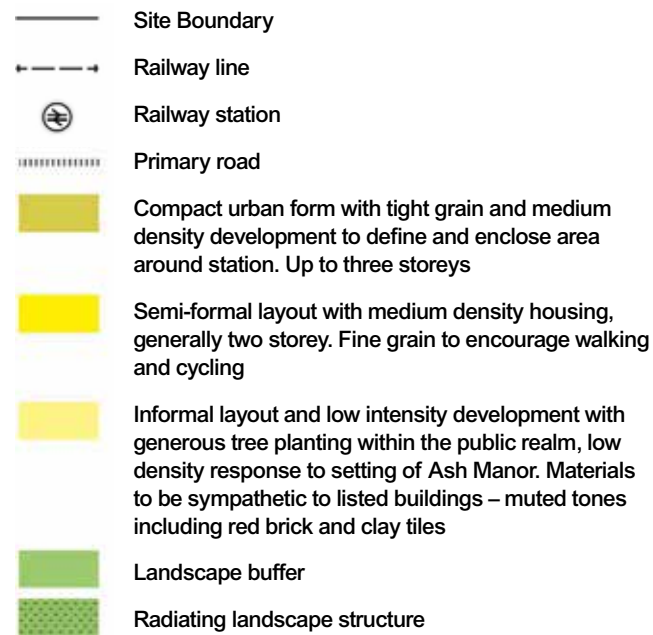 Site Boundary
Railway line
Railway station
Primary road
Compact urban form with tight grain and medium
density development to define and enclose area
around station. Up to three storeys
Semi-formal layout with medium density housing,
generally two storey. Fine grain to encourage walking
and cycling
Informal layout and low intensity development with
generous tree planting within the public realm, low
density response to setting of Ash Manor. Materials
to be sympathetic to listed buildings – muted tones
including red brick and clay tiles
Landscape buffer
Radiating landscape structure